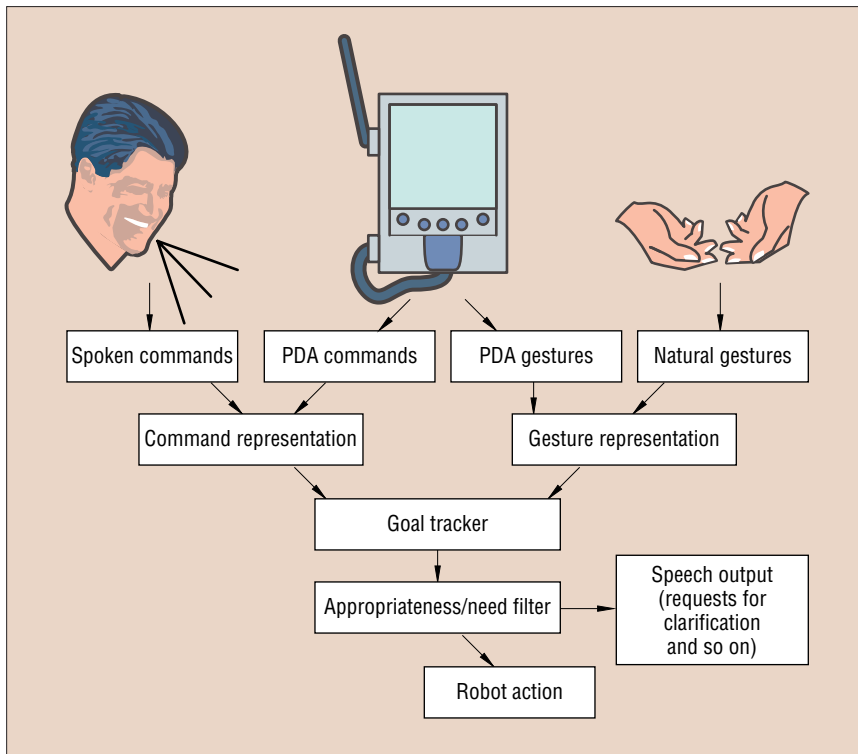 Spoken commands
PDA commands
PDA gestures
Natural gestures
Command representation
Gesture representation
Goal tracker
Appropriateness/need filter
Speech output
(requests for
clarification
and so on)
Robot action